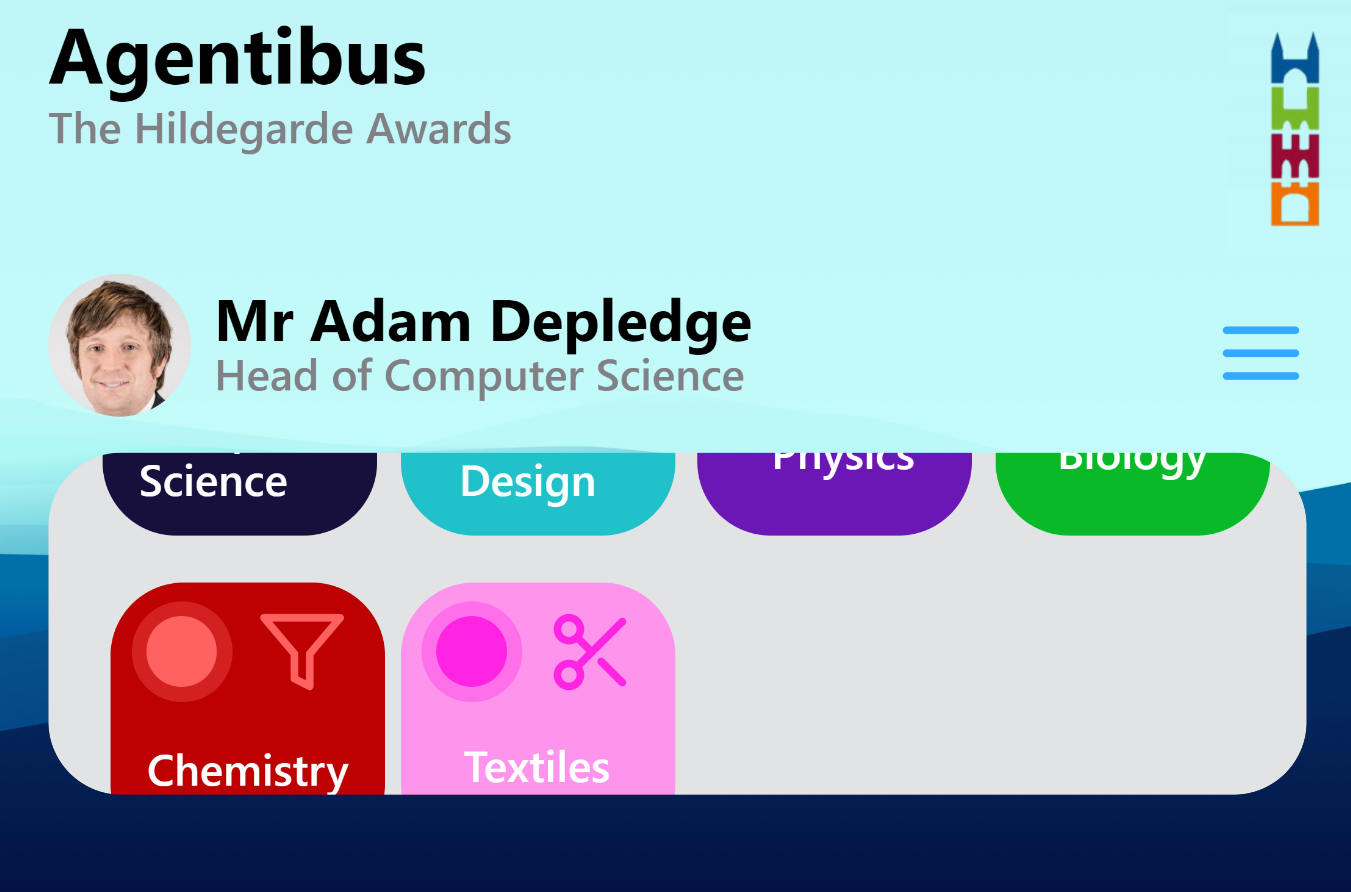 Agentibus
The Hildegarde Awards
Mr Adam Depledge
Head of Computer Science
Science
Design
Physics
Biology
Chemistry
Textiles